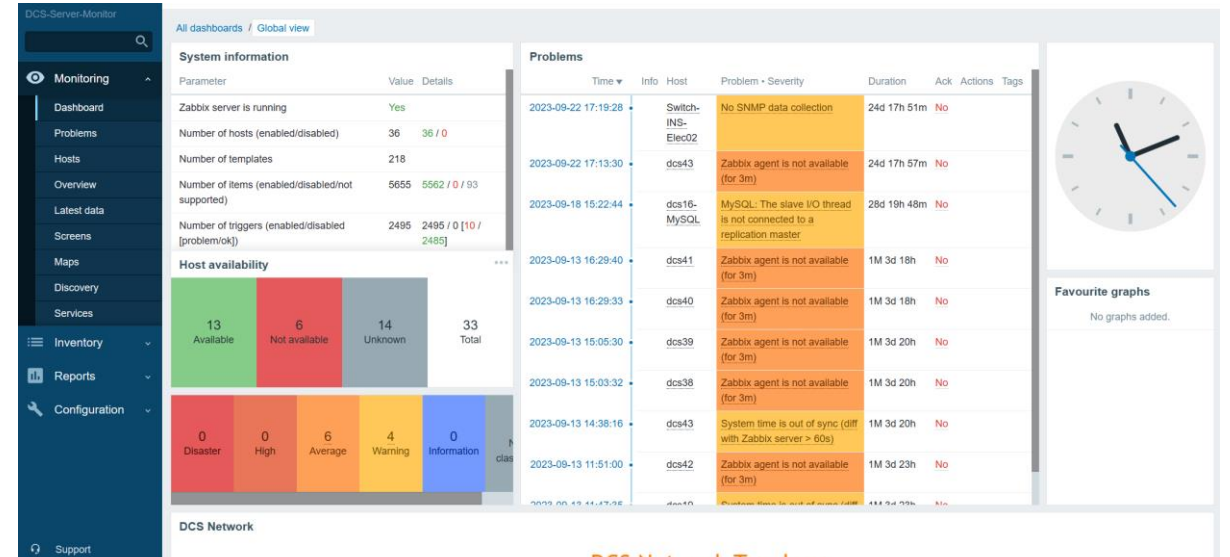 DCS-Server-Monitor
Monitoring
Dashboard
Problems
Hosts
Overview
Latest data
Screens
Maps
Discovery
Services
Inventory
Reports
Configuration
Support
All dashboards / Global view
System information
Parameter Value Details
Zabbix server is running Yes
Number of hosts (enabled/disabled) 36 36 / 0
Number of templates 218
Number of items (enabled/disabled/not 5655 5562 / 0 / 93
supported)
Number of triggers (enabled/disabled 2495 2495 / 0 [10 /
[problem/ok]) 2485]
Host availability
13 6 14 33
Available Not available Unknown Total
0 0 6 4 0
Disaster High Average Warning Information
Problems
Time ▼ Info Host Problem • Severity Duration Ack Actions Tags
2023-09-22 17:19:28 Switch- No SNMP data collection 24d 17h 51m No
INS-
Elec02
2023-09-22 17:13:30 dcs43 Zabbix agent is not available 24d 17h 57m No
(for 3m)
2023-09-18 15:22:44 dcs16- MySQL: The slave I/O thread 28d 19h 48m No
MySQL is not connected to a
replication master
2023-09-13 16:29:40 dcs41 Zabbix agent is not available 1M 3d 18h No
(for 3m)
2023-09-13 16:29:33 dcs40 Zabbix agent is not available 1M 3d 18h No
(for 3m)
2023-09-13 15:05:30 dcs39 Zabbix agent is not available 1M 3d 20h No
(for 3m)
2023-09-13 15:03:32 dcs38 Zabbix agent is not available 1M 3d 20h No
(for 3m)
2023-09-13 14:38:16 dcs43 System time is out of sync (diff 1M 3d 20h No
with Zabbix server > 60s)
2023-09-13 11:51:00 dcs42 Zabbix agent is not available 1M 3d 23h No
(for 3m)
Favourite graphs
No graphs added.
DCS Network